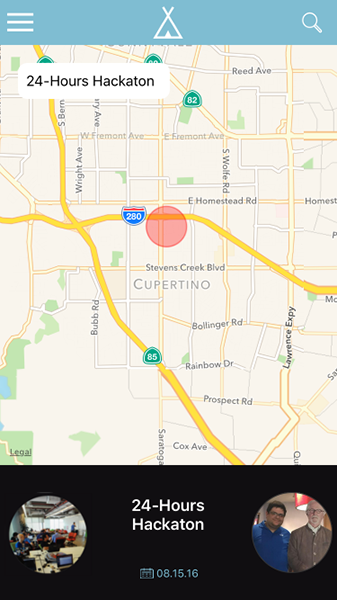 24-Hours Hackaton
Reed Ave
82
W Fremont Ave
E Fremont Ave
Wright Ave
S Wolfe Rd
E Homestead Rd
Homest
280
Stevens Creek Blvd
CUPERTINO
Bubb Rd
Bollinger Rd
Lawrence Expy
85
Rainbow Dr
Prospect Rd
Saratoga
Cox Ave
Legal
24-Hours
Hackaton
08.15.16